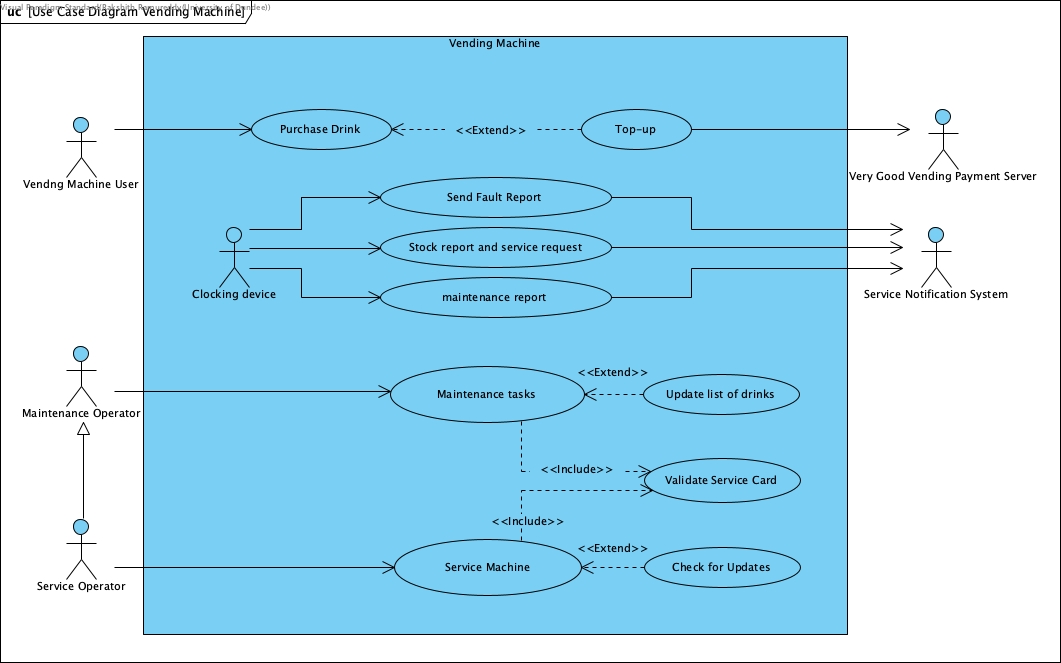 Visual Paradigm Standard(Rakshith Ramureddy(University of Dundee))
uc [Use Case Diagram Vending Machine]
Vending Machine
Purchase Drink
<<Extend>>
Top-up
Vendng Machine User
Very Good Vending Payment Server
Send Fault Report
Stock report and service request
maintenance report
Clocking device
Service Notification System
Maintenance Operator
Maintenance tasks
<<Extend>>
Update list of drinks
<<Include>>
Validate Service Card
<<Include>>
Service Operator
Service Machine
<<Extend>>
Check for Updates